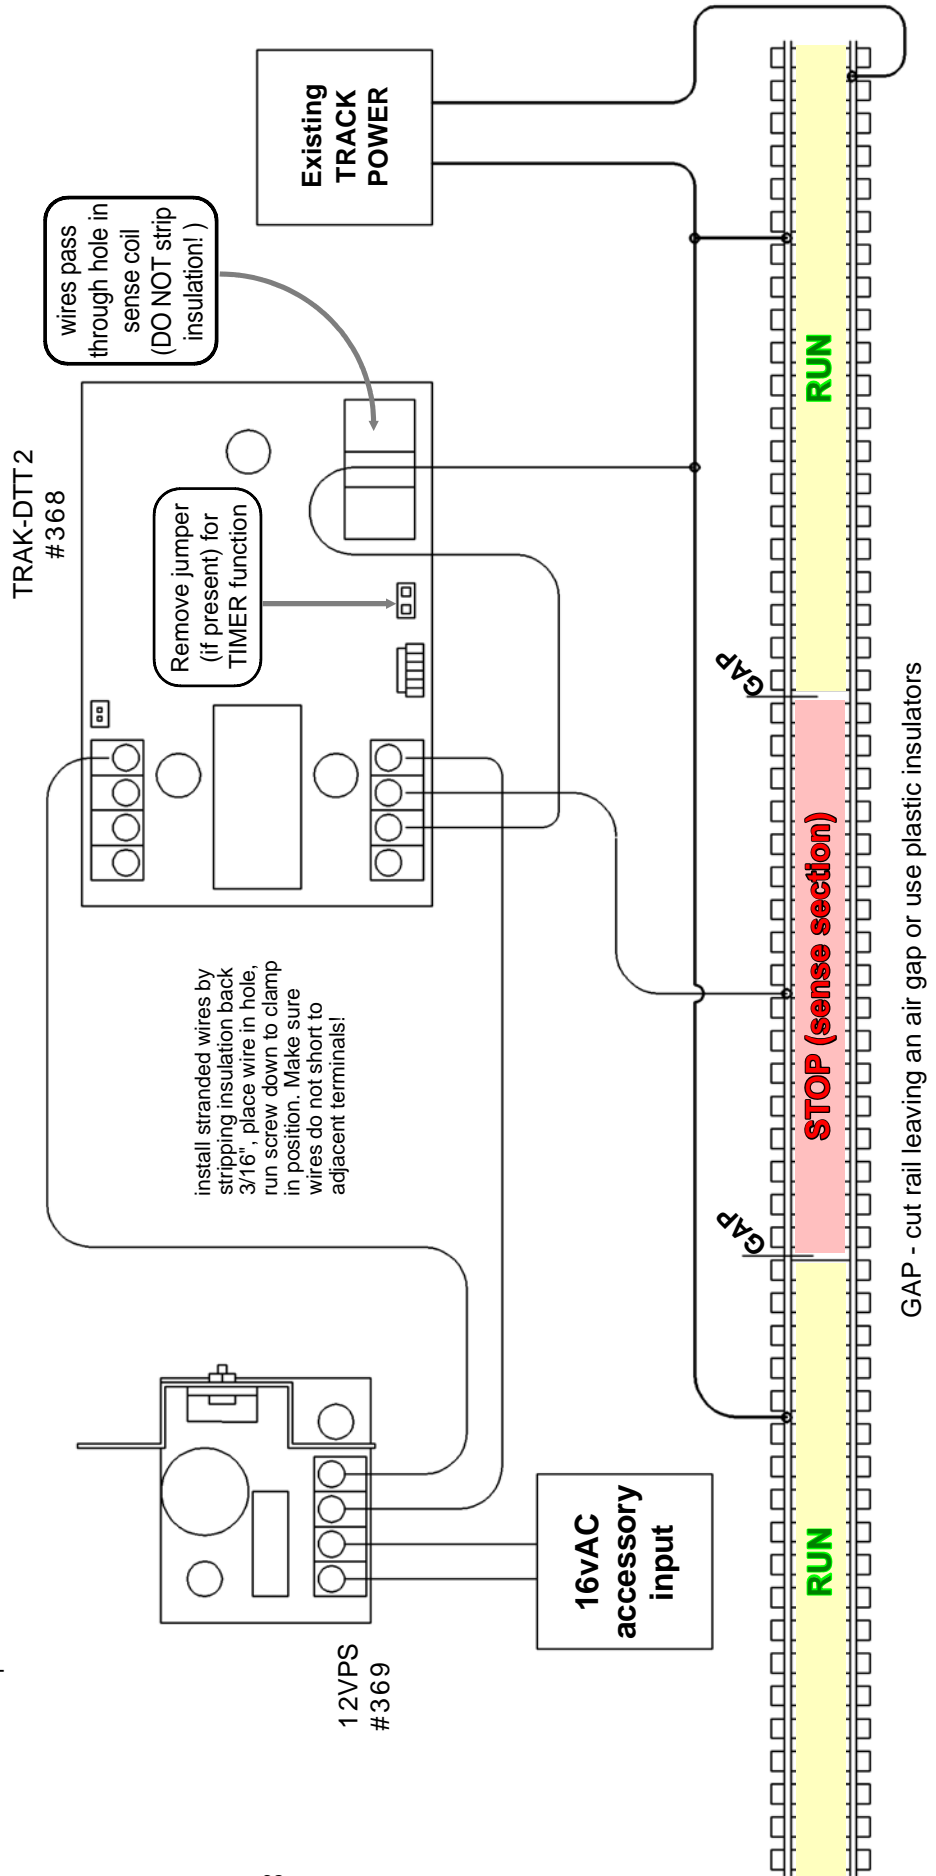 TRAK-DTT2
#368
wires pass
through hole in
sense coil
(DO NOT strip
insulation! )
Existing
TRACK
POWER
Remove jumper
(if present) for
TIMER function
install stranded wires by
stripping insulation back
3/16", place wire in hole,
run screw down to clamp
in position. Make sure
wires do not short to
adjacent terminals!
12VPS
#369
16vAC
accessory
input
GAP
GAP
RUN
STOP (sense section)
RUN
GAP - cut rail leaving an air gap or use plastic insulators